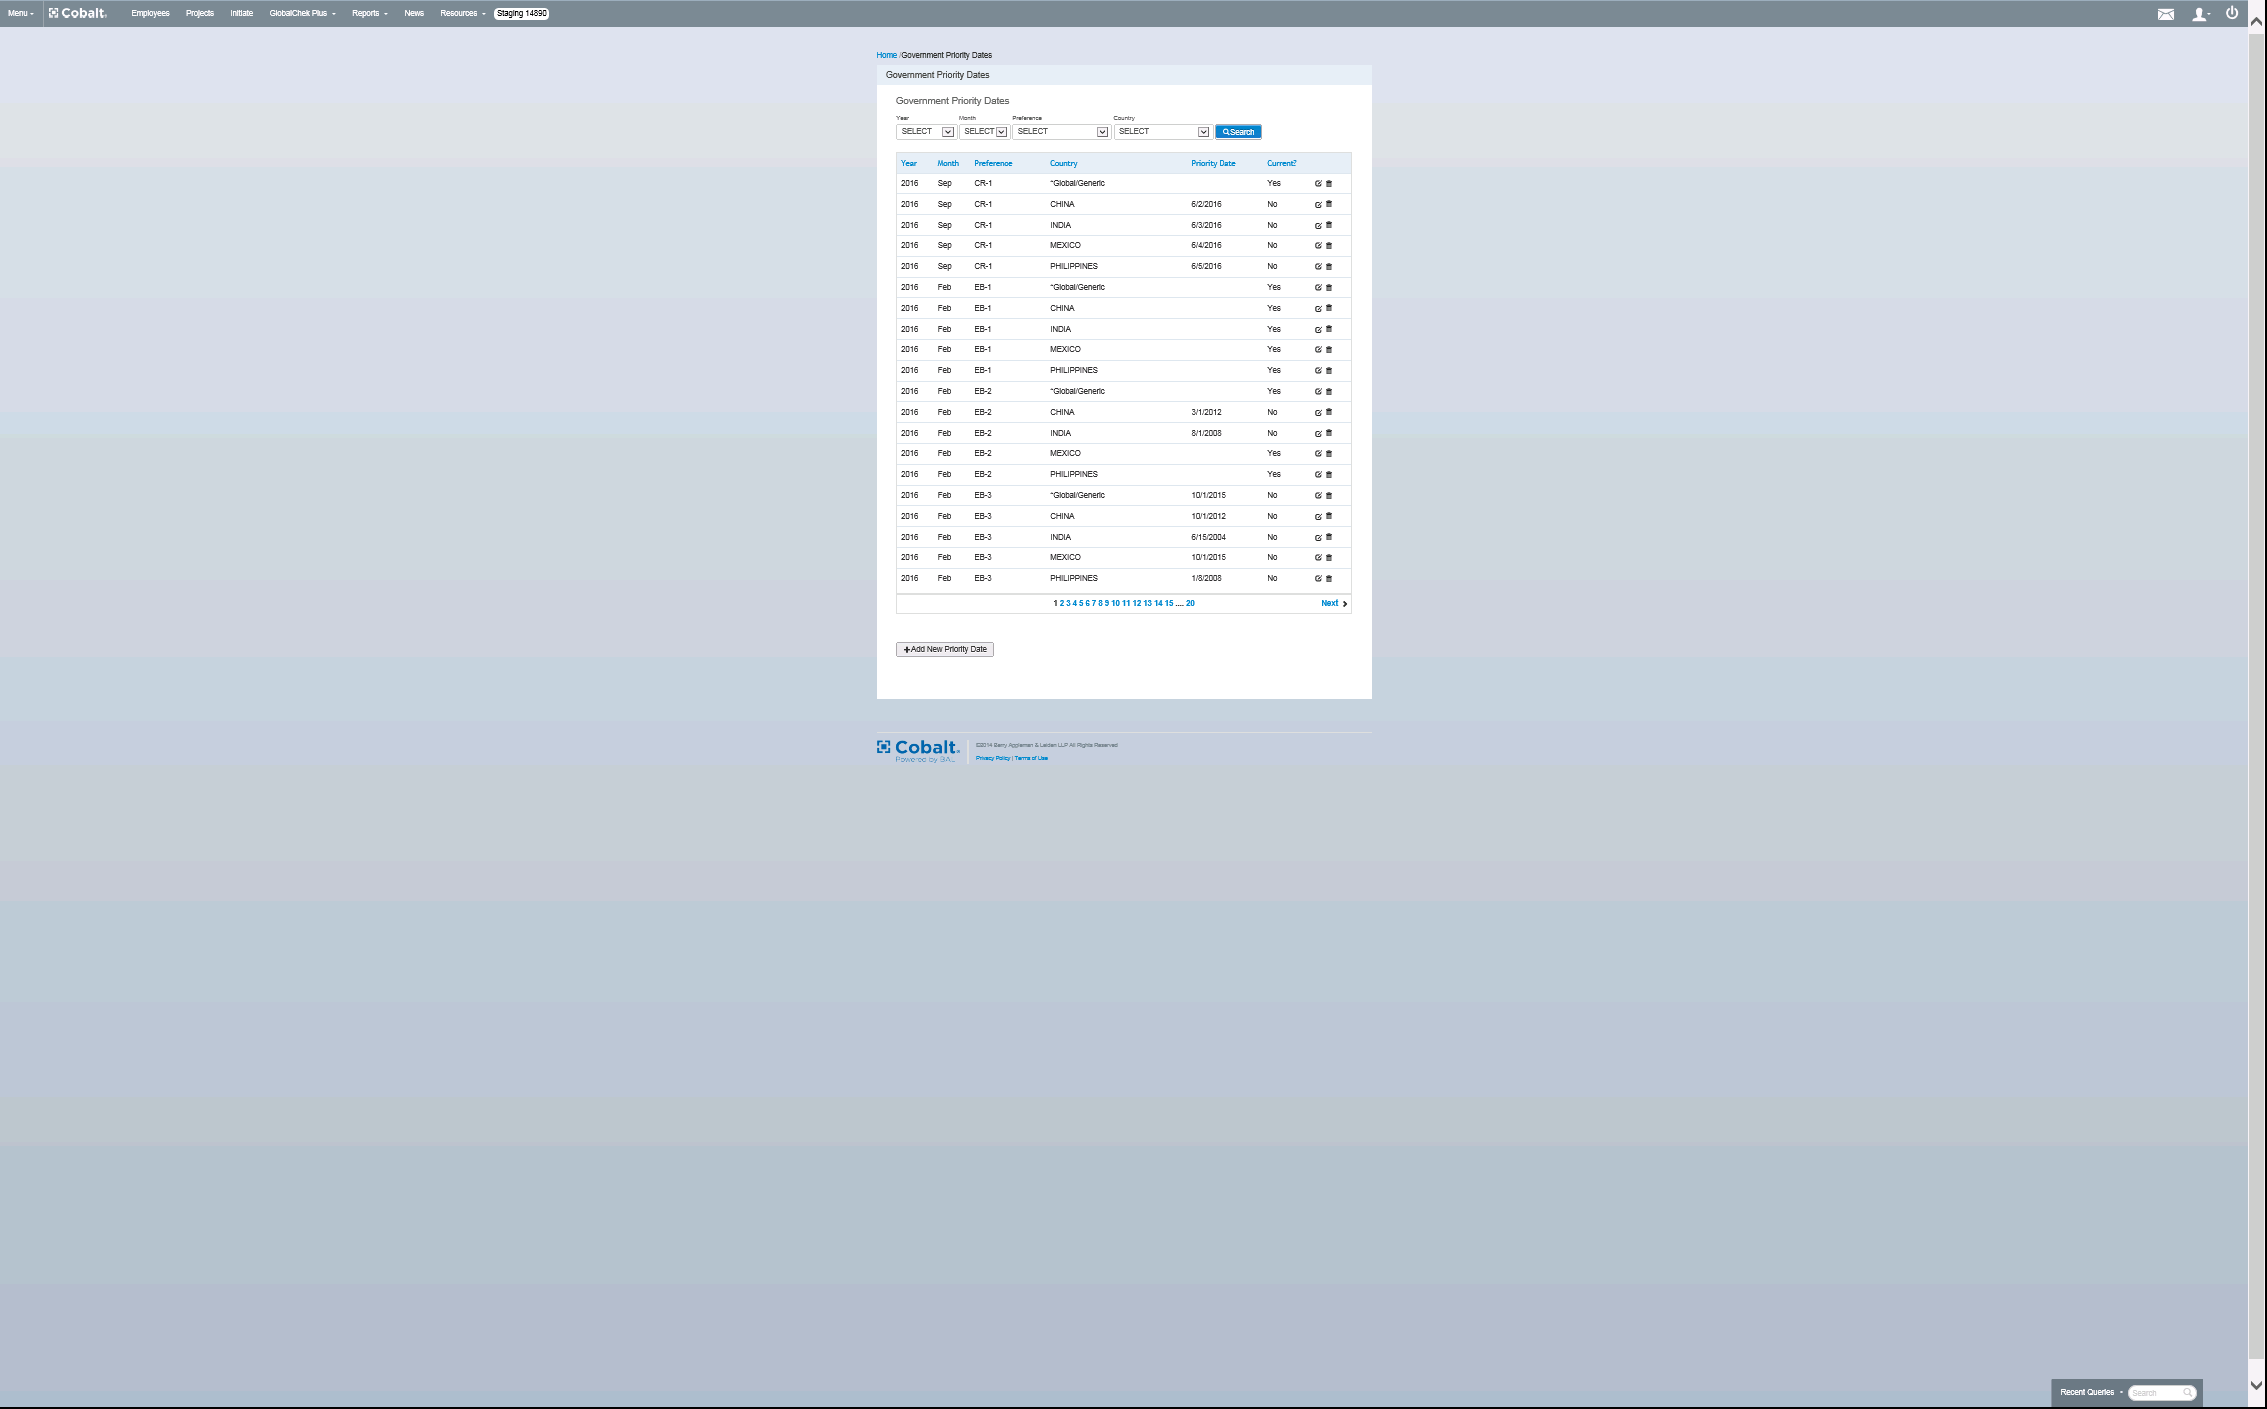 Menu Cobalt. Employees Projects Initiate GlobalChek Plus Reports News Resources Staging 14890
Home /Government Priority Dates
Government Priority Dates
Government Priority Dates
Year Month Preference Country
SELECT SELECT SELECT SELECT Search
Year Month Preference Country Priority Date Current?
2016 Sep CR-1 *Global/Generic Yes
2016 Sep CR-1 CHINA 6/2/2016 No
2016 Sep CR-1 INDIA 6/3/2016 No
2016 Sep CR-1 MEXICO 6/4/2016 No
2016 Sep CR-1 PHILIPPINES 6/5/2016 No
2016 Feb EB-1 *Global/Generic Yes
2016 Feb EB-1 CHINA Yes
2016 Feb EB-1 INDIA Yes
2016 Feb EB-1 MEXICO Yes
2016 Feb EB-1 PHILIPPINES Yes
2016 Feb EB-2 *Global/Generic Yes
2016 Feb EB-2 CHINA 3/1/2012 No
2016 Feb EB-2 INDIA 8/1/2008 No
2016 Feb EB-2 MEXICO Yes
2016 Feb EB-2 PHILIPPINES Yes
2016 Feb EB-3 *Global/Generic 10/1/2015 No
2016 Feb EB-3 CHINA 10/1/2012 No
2016 Feb EB-3 INDIA 6/15/2004 No
2016 Feb EB-3 MEXICO 10/1/2015 No
2016 Feb EB-3 PHILIPPINES 1/8/2008 No
1 2 3 4 5 6 7 8 9 10 11 12 13 14 15 .... 20 Next
Add New Priority Date
Cobalt. ©2014 Berry Appleman & Leiden LLP All Rights Reserved
Powered by BAL Privacy Policy | Terms of Use
Recent Queries Search